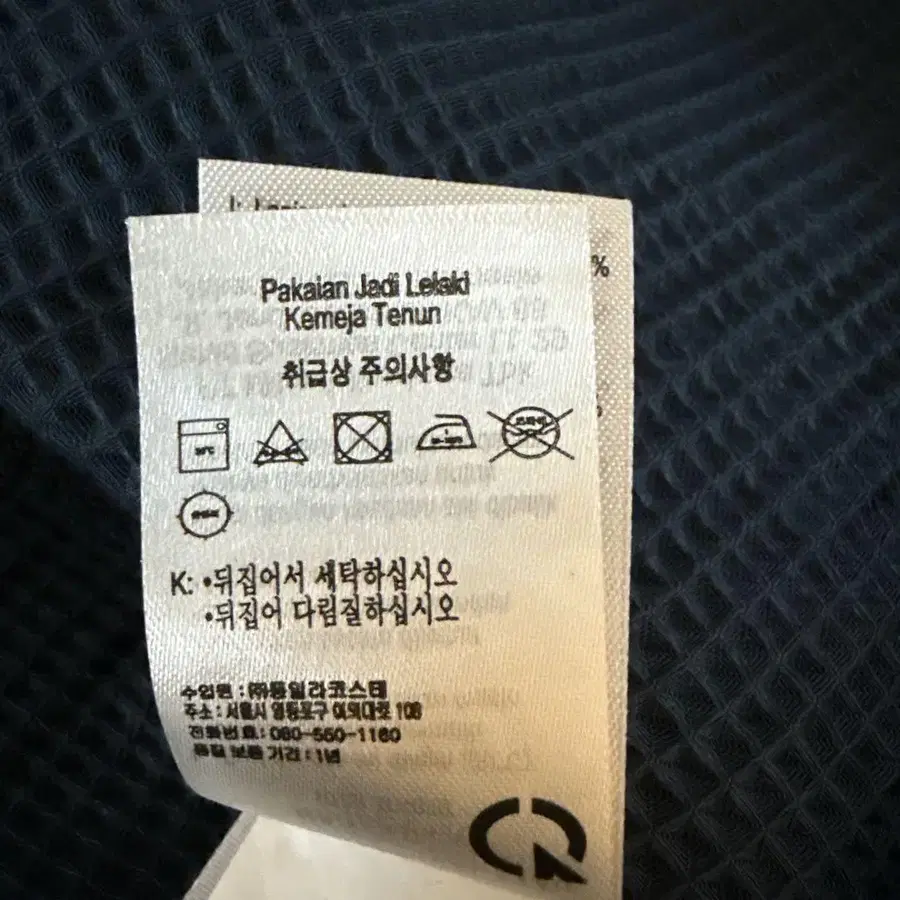 %
Pakaian Jadi Lelaki
Kemeja Tenun
취급상 주의사항
K: •뒤집어서 세탁하십시오
•뒤집어 다림질하십시오
수입원 : ㈜동일라코스테
주소 : 서울시 영등포구 여의대로 108
전화번호 : 080-550-1160
품질 보증 기간 : 1년